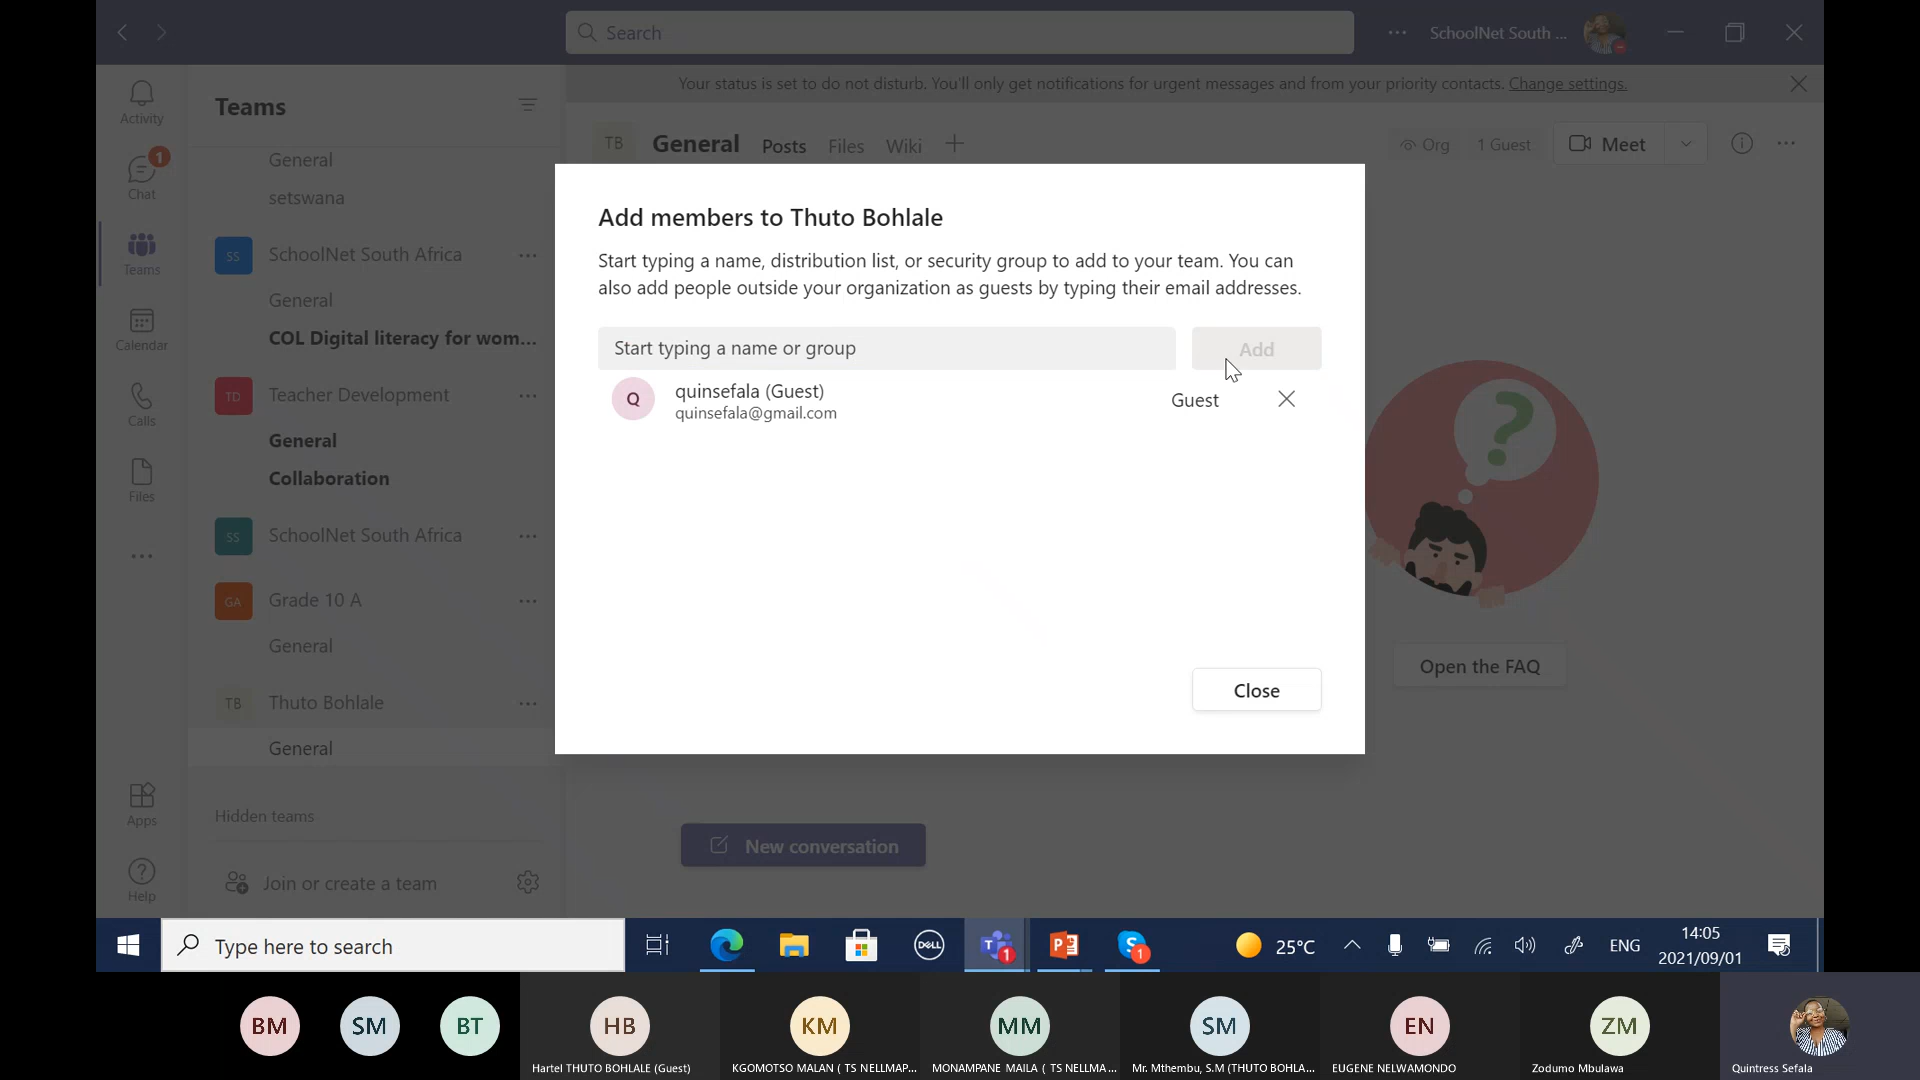 Search
SchoolNet South ...
Your status is set to do not disturb. You'll only get notifications for urgent messages and from your priority contacts. Change settings.
Activity
1
Chat
Teams
Calendar
Calls
Files
Apps
Help
Teams
General
setswana
SS SchoolNet South Africa
General
COL Digital literacy for wom...
TD Teacher Development
General
Collaboration
SS SchoolNet South Africa
GA Grade 10 A
General
TB Thuto Bohlale
General
Hidden teams
Join or create a team
TB General Posts Files Wiki
Org 1 Guest Meet
Add members to Thuto Bohlale
Start typing a name, distribution list, or security group to add to your team. You can
also add people outside your organization as guests by typing their email addresses.
Start typing a name or group
Add
Q quinsefala (Guest)
quinsefala@gmail.com
Guest
Close
?
Open the FAQ
New conversation
Type here to search
DELL
T 1
P
S 1
25°C
ENG
14:05
2021/09/01
BM
SM
BT
HB
KM
MM
SM
EN
ZM
Hartel THUTO BOHLALE (Guest)
KGOMOTSO MALAN ( TS NELLMAP...
MONAMPANE MAILA ( TS NELLMA...
Mr. Mthembu, S.M (THUTO BOHLA...
EUGENE NELWAMONDO
Zodumo Mbulawa
Quintress Sefala